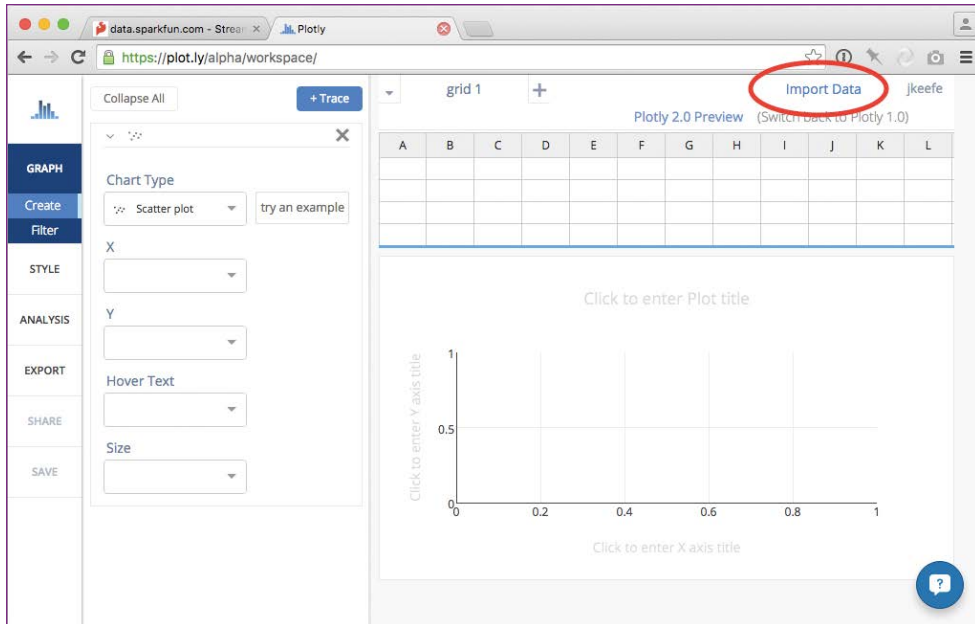 data.sparkfun.com - Strea
Plotly
https://plot.ly/alpha/workspace/
Collapse All
+ Trace
grid 1
+
Import Data
jkeefe
Plotly 2.0 Preview
(Switch back to Plotly 1.0)
GRAPH
Create
Filter
STYLE
ANALYSIS
EXPORT
SHARE
SAVE
Chart Type
Scatter plot
try an example
X
Y
Hover Text
Size
A B C D E F G H I J K L
Click to enter Plot title
Click to enter Y axis title
1
0.5
0
0 0.2 0.4 0.6 0.8 1
Click to enter X axis title
?